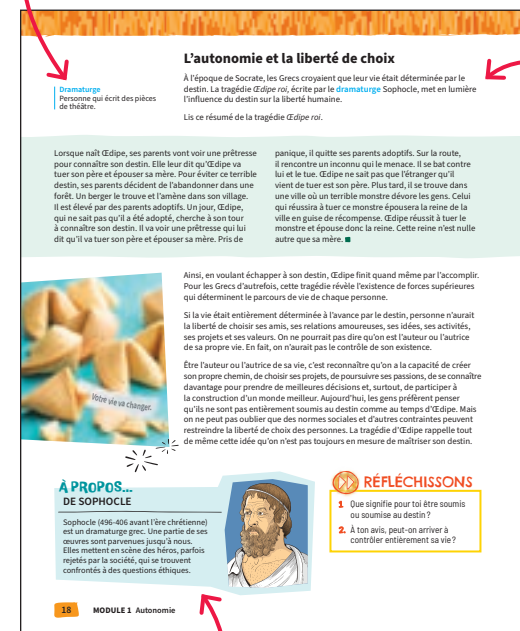 L'autonomie et la liberté de choix
À l'époque de Socrate, les Grecs croyaient que leur vie était déterminée par le
destin. La tragédie Œdipe roi, écrite par le dramaturge Sophocle, met en lumière
l'influence du destin sur la liberté humaine.
Lis ce résumé de la tragédie Œdipe roi.
Dramaturge
Personne qui écrit des pièces
de théâtre.
Lorsque naît Œdipe, ses parents vont voir une prêtresse
pour connaître son destin. Elle leur dit qu'Œdipe va
tuer son père et épouser sa mère. Pour éviter ce terrible
destin, ses parents décident de l'abandonner dans une
forêt. Un berger le trouve et l'amène dans son village.
Il est élevé par des parents adoptifs. Un jour, Œdipe,
qui ne sait pas qu'il a été adopté, cherche à son tour
à connaître son destin. Il va voir une prêtresse qui lui
dit qu'il va tuer son père et épouser sa mère. Pris de
panique, il quitte ses parents adoptifs. Sur la route,
il rencontre un inconnu qui le menace. Il se bat contre
lui et le tue. Œdipe ne sait pas que l'étranger qu'il
vient de tuer est son père. Plus tard, il se trouve dans
une ville où un terrible monstre dévore les gens. Celui
qui réussira à tuer ce monstre épousera la reine de la
ville en guise de récompense. Œdipe réussit à tuer le
monstre et épouse donc la reine. Cette reine n'est nulle
autre que sa mère. ■
Ainsi, en voulant échapper à son destin, Œdipe finit quand même par l'accomplir.
Pour les Grecs d'autrefois, cette tragédie révèle l'existence de forces supérieures
qui déterminent le parcours de vie de chaque personne.
Si la vie était entièrement déterminée à l'avance par le destin, personne n'aurait
la liberté de choisir ses amis, ses relations amoureuses, ses idées, ses activités,
ses projets et ses valeurs. On ne pourrait pas dire qu'on est l'auteur ou l'autrice
de sa propre vie. En fait, on n'aurait pas le contrôle de son existence.
Être l'auteur ou l'autrice de sa vie, c'est reconnaître qu'on a la capacité de créer
son propre chemin, de choisir ses projets, de poursuivre ses passions, de se connaître
davantage pour prendre de meilleures décisions et, surtout, de participer à
la construction d'un monde meilleur. Aujourd'hui, les gens préfèrent penser
qu'ils ne sont pas entièrement soumis au destin comme au temps d'Œdipe. Mais
on ne peut pas oublier que des normes sociales et d'autres contraintes peuvent
restreindre la liberté de choix des personnes. La tragédie d'Œdipe rappelle tout
de même cette idée qu'on n'est pas toujours en mesure de maîtriser son destin.
Votre vie va changer.
À PROPOS...
DE SOPHOCLE
Sophocle (496-406 avant l'ère chrétienne)
est un dramaturge grec. Une partie de ses
œuvres sont parvenues jusqu'à nous.
Elles mettent en scène des héros, parfois
rejetés par la société, qui se trouvent
confrontés à des questions éthiques.
RÉFLÉCHISSONS
1 Que signifie pour toi être soumis
ou soumise au destin ?
2. À ton avis, peut-on arriver à
contrôler entièrement sa vie ?
18 MODULE 1 Autonomie